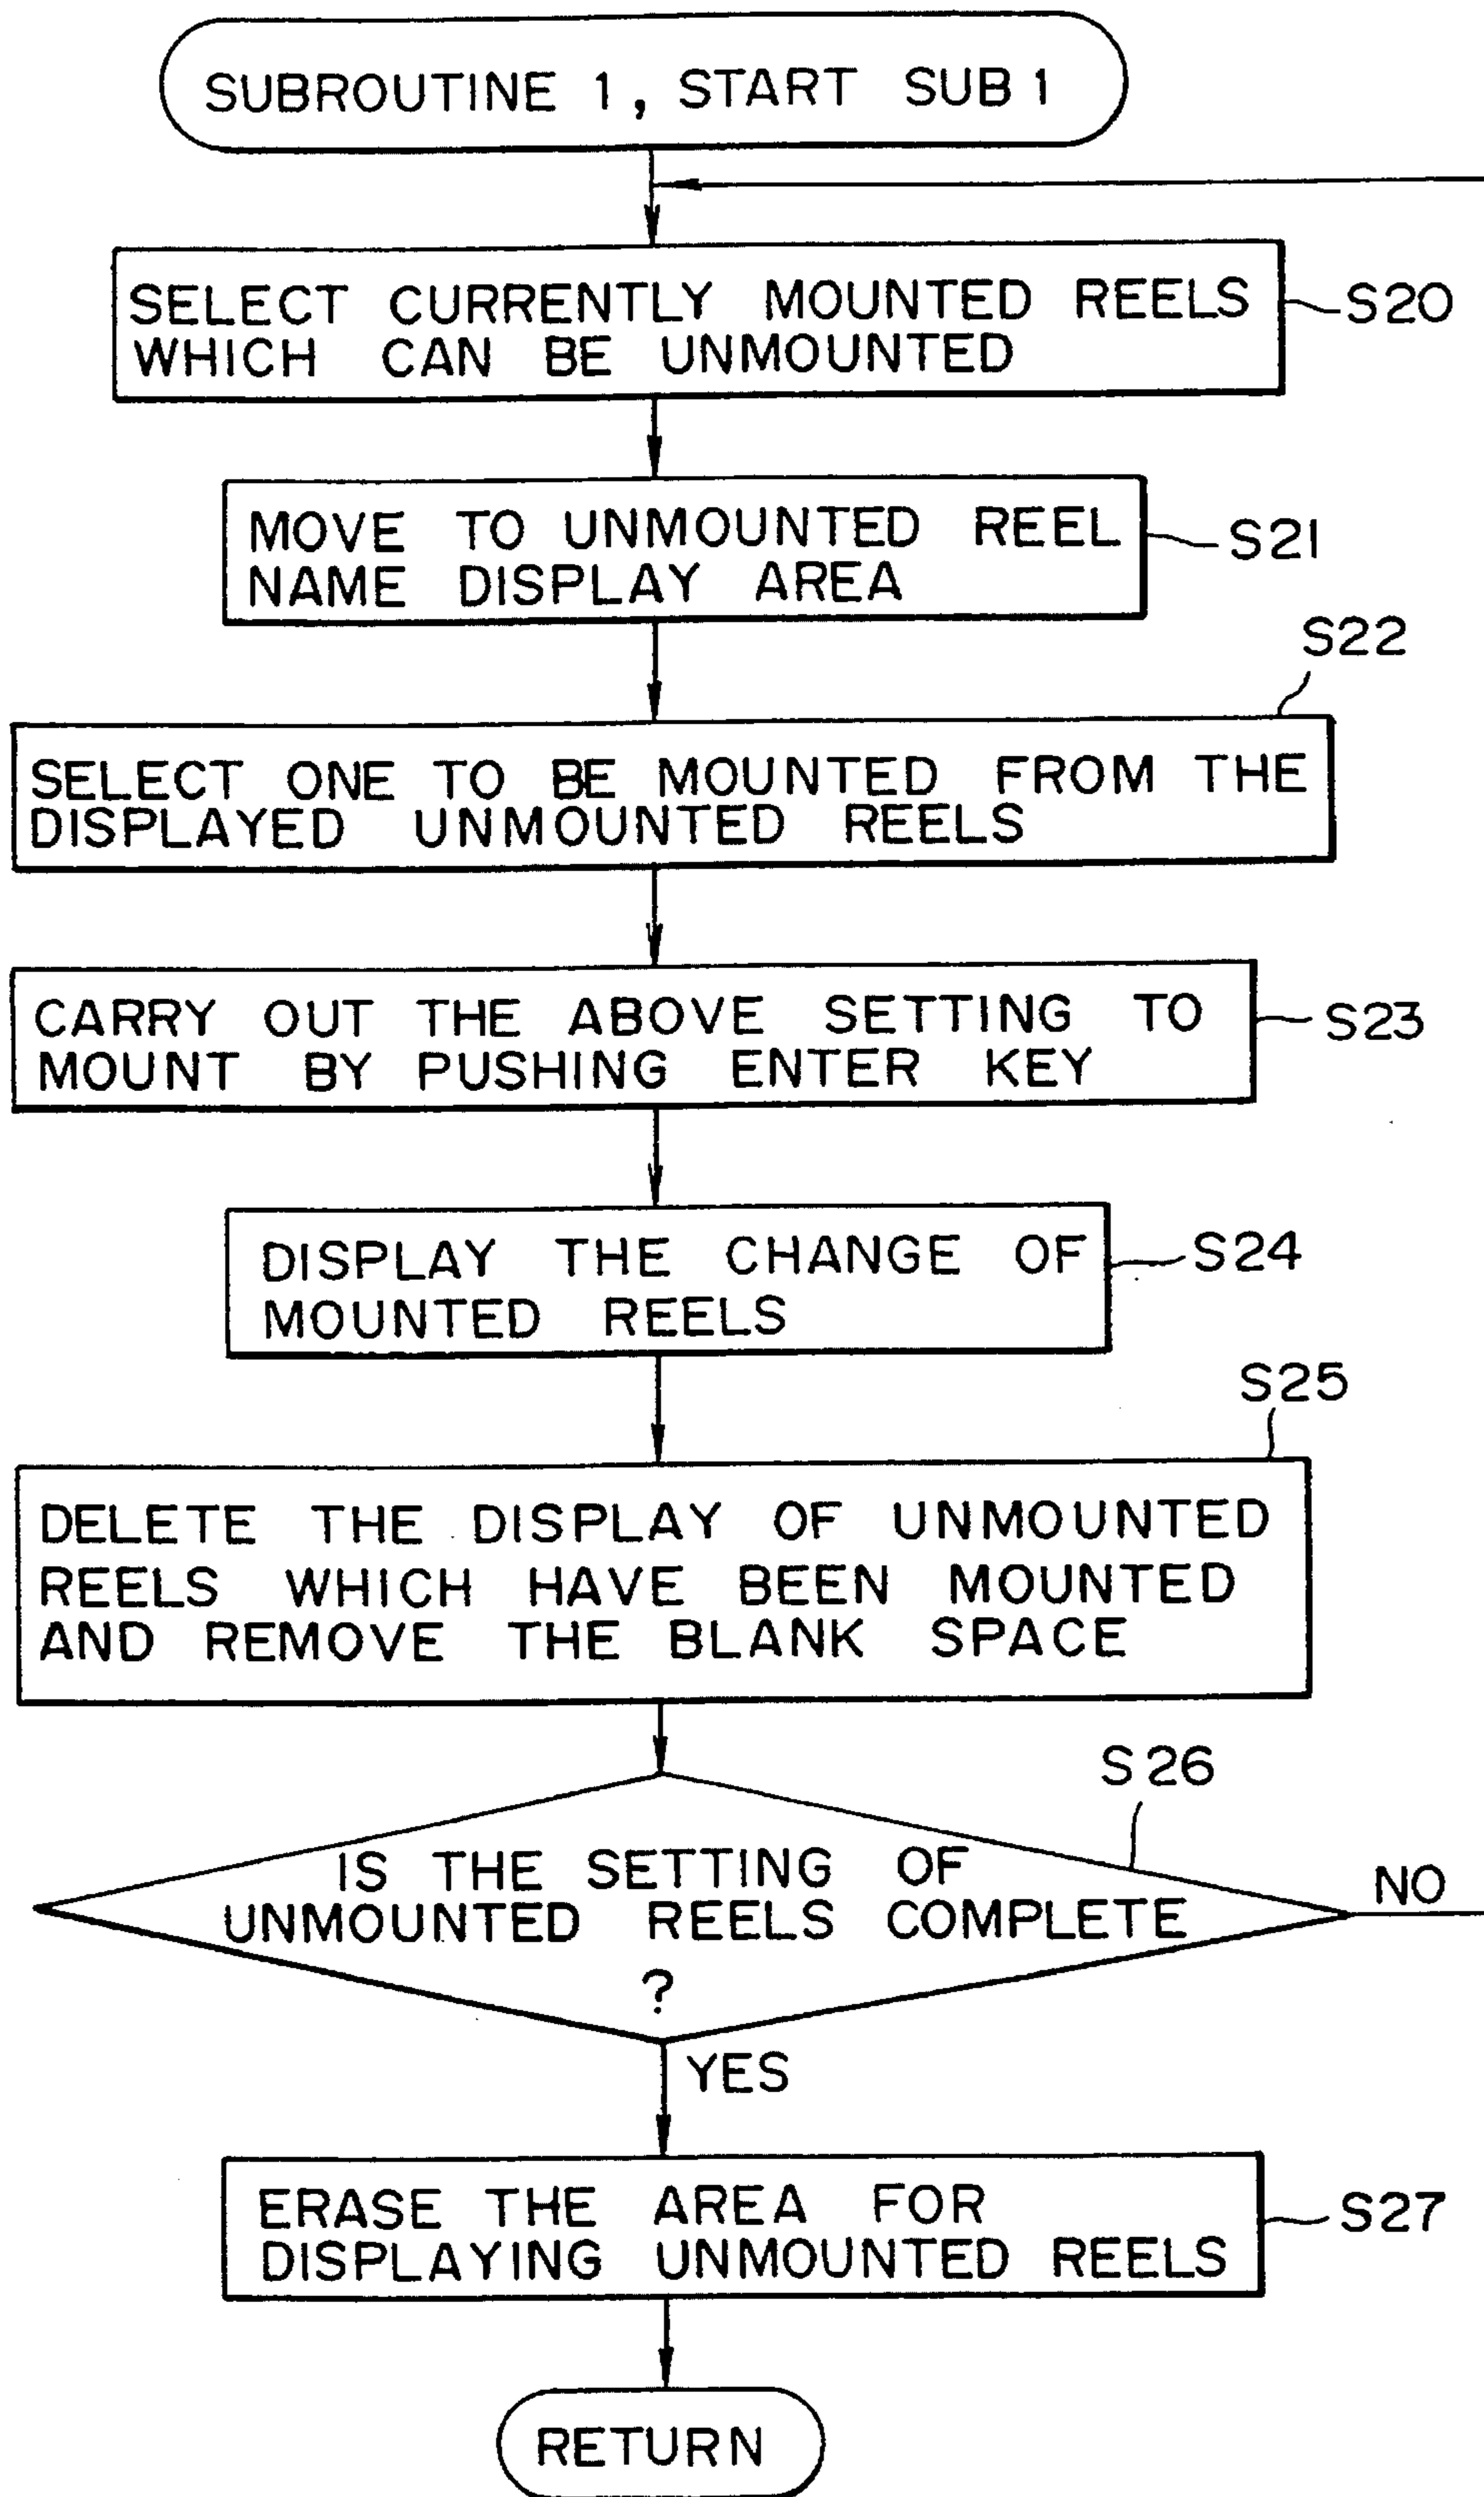 SUBROUTINE 1, START SUB 1
SELECT CURRENTLY MOUNTED REELS
WHICH CAN BE UNMOUNTED
S20
MOVE TO UNMOUNTED REEL
NAME DISPLAY AREA
S21
S22
SELECT ONE TO BE MOUNTED FROM THE
DISPLAYED UNMOUNTED REELS
CARRY OUT THE ABOVE SETTING TO
MOUNT BY PUSHING ENTER KEY
S23
DISPLAY THE CHANGE OF
MOUNTED REELS
S24
S25
DELETE THE DISPLAY OF UNMOUNTED
REELS WHICH HAVE BEEN MOUNTED
AND REMOVE THE BLANK SPACE
S26
IS THE SETTING OF
UNMOUNTED REELS COMPLETE
?
NO
YES
ERASE THE AREA FOR
DISPLAYING UNMOUNTED REELS
S27
RETURN